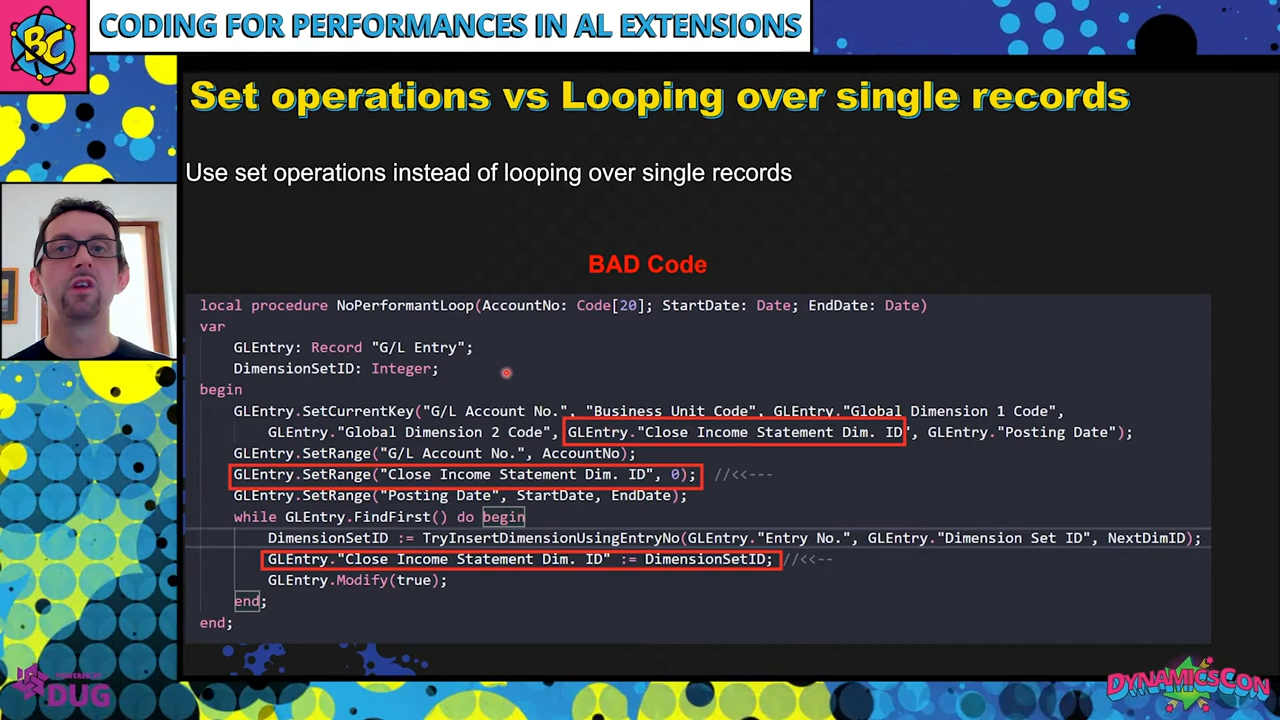 BC
CODING FOR PERFORMANCES IN AL EXTENSIONS
Set operations vs Looping over single records
Use set operations instead of looping over single records
BAD Code
local procedure NoPerformantLoop(AccountNo: Code[20]; StartDate: Date; EndDate: Date)
var
GLEntry: Record "G/L Entry";
DimensionSetID: Integer;
begin
GLEntry.SetCurrentKey("G/L Account No.", "Business Unit Code", GLEntry."Global Dimension 1 Code",
GLEntry."Global Dimension 2 Code", GLEntry."Close Income Statement Dim. ID", GLEntry."Posting Date");
GLEntry.SetRange("G/L Account No.", AccountNo);
GLEntry.SetRange("Close Income Statement Dim. ID", 0); //<<---
GLEntry.SetRange("Posting Date", StartDate, EndDate);
while GLEntry.FindFirst() do begin
DimensionSetID := TryInsertDimensionUsingEntryNo(GLEntry."Entry No.", GLEntry."Dimension Set ID", NextDimID);
GLEntry."Close Income Statement Dim. ID" := DimensionSetID; //<<--
GLEntry.Modify(true);
end;
end;
POWERED BY
DUG
DYNAMICSCON